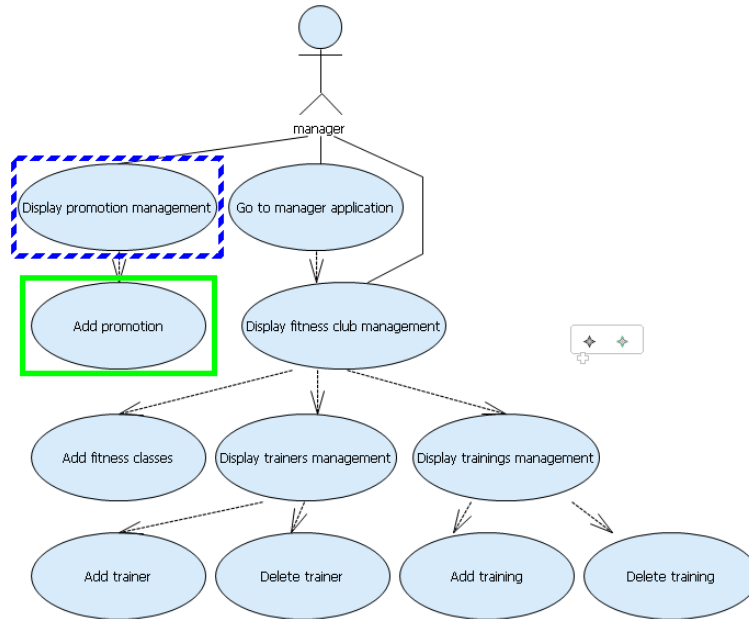 manager
Display promotion management
Go to manager application
Add promotion
Display fitness club management
Add fitness classes
Display trainers management
Display trainings management
Add trainer
Delete trainer
Add training
Delete training